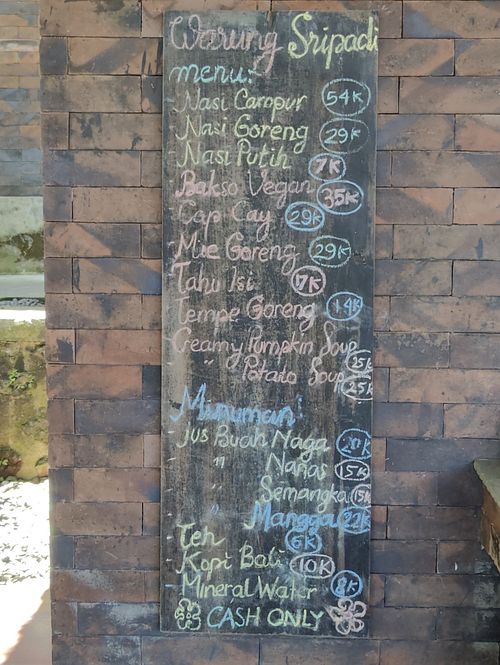 Warung Sripadi
menu:
- Nasi Campur 54K
- Nasi Goreng 29K
- Nasi Putih 7K
Bakso Vegan 35K
- Cap Cay 29K
- Mie Goreng 29K
- Tahu Isi 17K
- Tempe Goreng 14K
- Creamy Pumpkin Soup 25K
- " Potato Soup 25K
Minuman:
- Jus Buah Naga 20K
- " Nanas 15K
- " Semangka 15K
- " Mangga 22K
- Teh 6K
- Kopi Bali 10K
- Mineral Water 8K
CASH ONLY